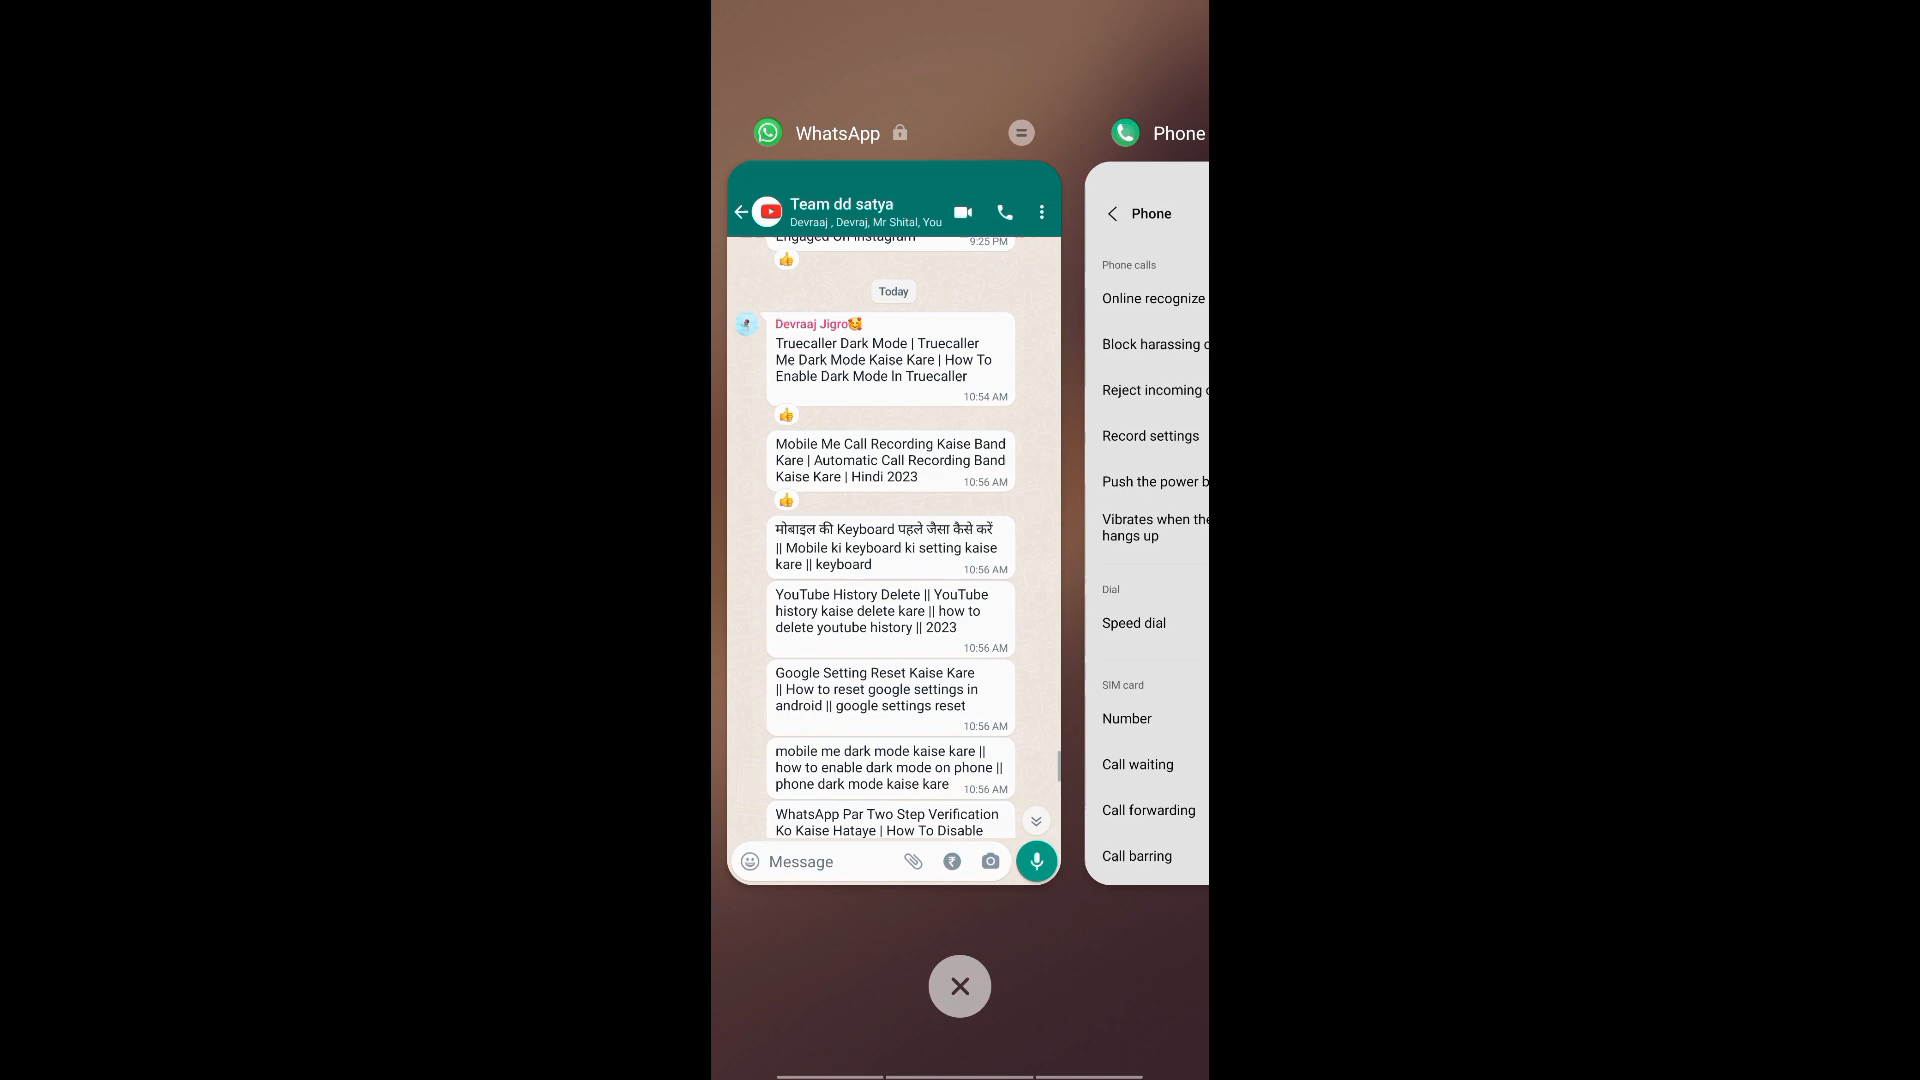 WhatsApp
Phone
Team dd satya
Devraaj , Devraj, Mr Shital, You
Engaged On Instagram
9:25 PM
Today
Devraaj Jigro
Truecaller Dark Mode | Truecaller
Me Dark Mode Kaise Kare | How To
Enable Dark Mode In Truecaller
10:54 AM
Mobile Me Call Recording Kaise Band
Kare | Automatic Call Recording Band
Kaise Kare | Hindi 2023
10:56 AM
मोबाइल की Keyboard पहले जैसा कैसे करें
|| Mobile ki keyboard ki setting kaise
kare || keyboard
10:56 AM
YouTube History Delete || YouTube
history kaise delete kare || how to
delete youtube history || 2023
10:56 AM
Google Setting Reset Kaise Kare
|| How to reset google settings in
android || google settings reset
10:56 AM
mobile me dark mode kaise kare ||
how to enable dark mode on phone ||
phone dark mode kaise kare
10:56 AM
WhatsApp Par Two Step Verification
Ko Kaise Hataye | How To Disable
Message
Phone
Phone calls
Online recognize
Block harassing
Reject incoming
Record settings
Push the power
Vibrates when the
hangs up
Dial
Speed dial
SIM card
Number
Call waiting
Call forwarding
Call barring